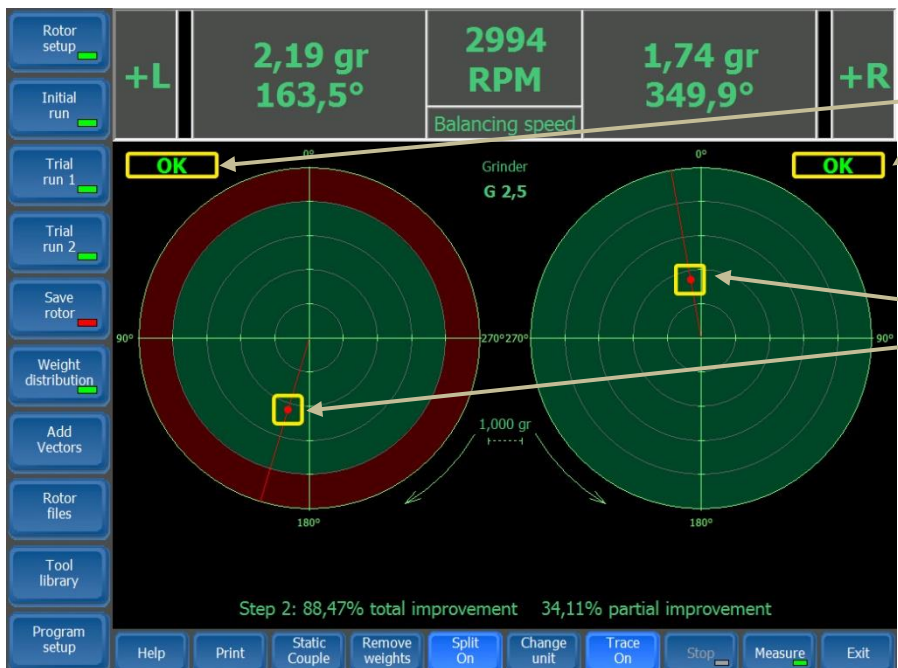 Rotor
setup
Initial
run
Trial
run 1
Trial
run 2
Save
rotor
Weight
distribution
Add
Vectors
Rotor
files
Tool
library
Program
setup
+L
2,19 gr
163,5°
2994
RPM
Balancing speed
1,74 gr
349,9°
+R
OK
0°
Grinder
G 2,5
0°
OK
90°
270°
270°
90°
1,000 gr
180°
180°
Step 2: 88,47% total improvement 34,11% partial improvement
Help
Print
Static
Couple
Remove
weights
Split
On
Change
unit
Trace
On
Stop
Measure
Exit